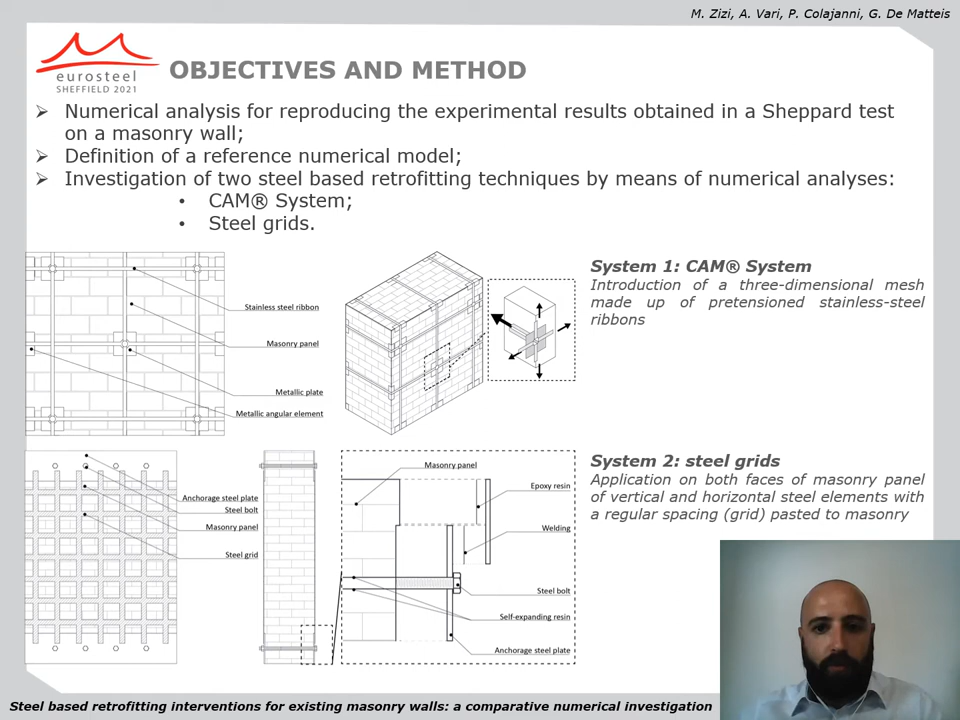 M. Zizi, A. Vari, P. Colajanni, G. De Matteis
eurosteel
SHEFFIELD 2021
OBJECTIVES AND METHOD
➢ Numerical analysis for reproducing the experimental results obtained in a Sheppard test
on a masonry wall;
➢ Definition of a reference numerical model;
➢ Investigation of two steel based retrofitting techniques by means of numerical analyses:
• CAM® System;
• Steel grids.
Stainless steel ribbon
Masonry panel
Metallic plate
Metallic angular element
System 1: CAM® System
Introduction of a three-dimensional mesh
made up of pretensioned stainless-steel
ribbons
Anchorage steel plate
Steel bolt
Masonry panel
Steel grid
Masonry panel
Epoxy resin
Welding
Steel bolt
Self-expanding resin
Anchorage steel plate
System 2: steel grids
Application on both faces of masonry panel
of vertical and horizontal steel elements with
a regular spacing (grid) pasted to masonry
Steel based retrofitting interventions for existing masonry walls: a comparative numerical investigation